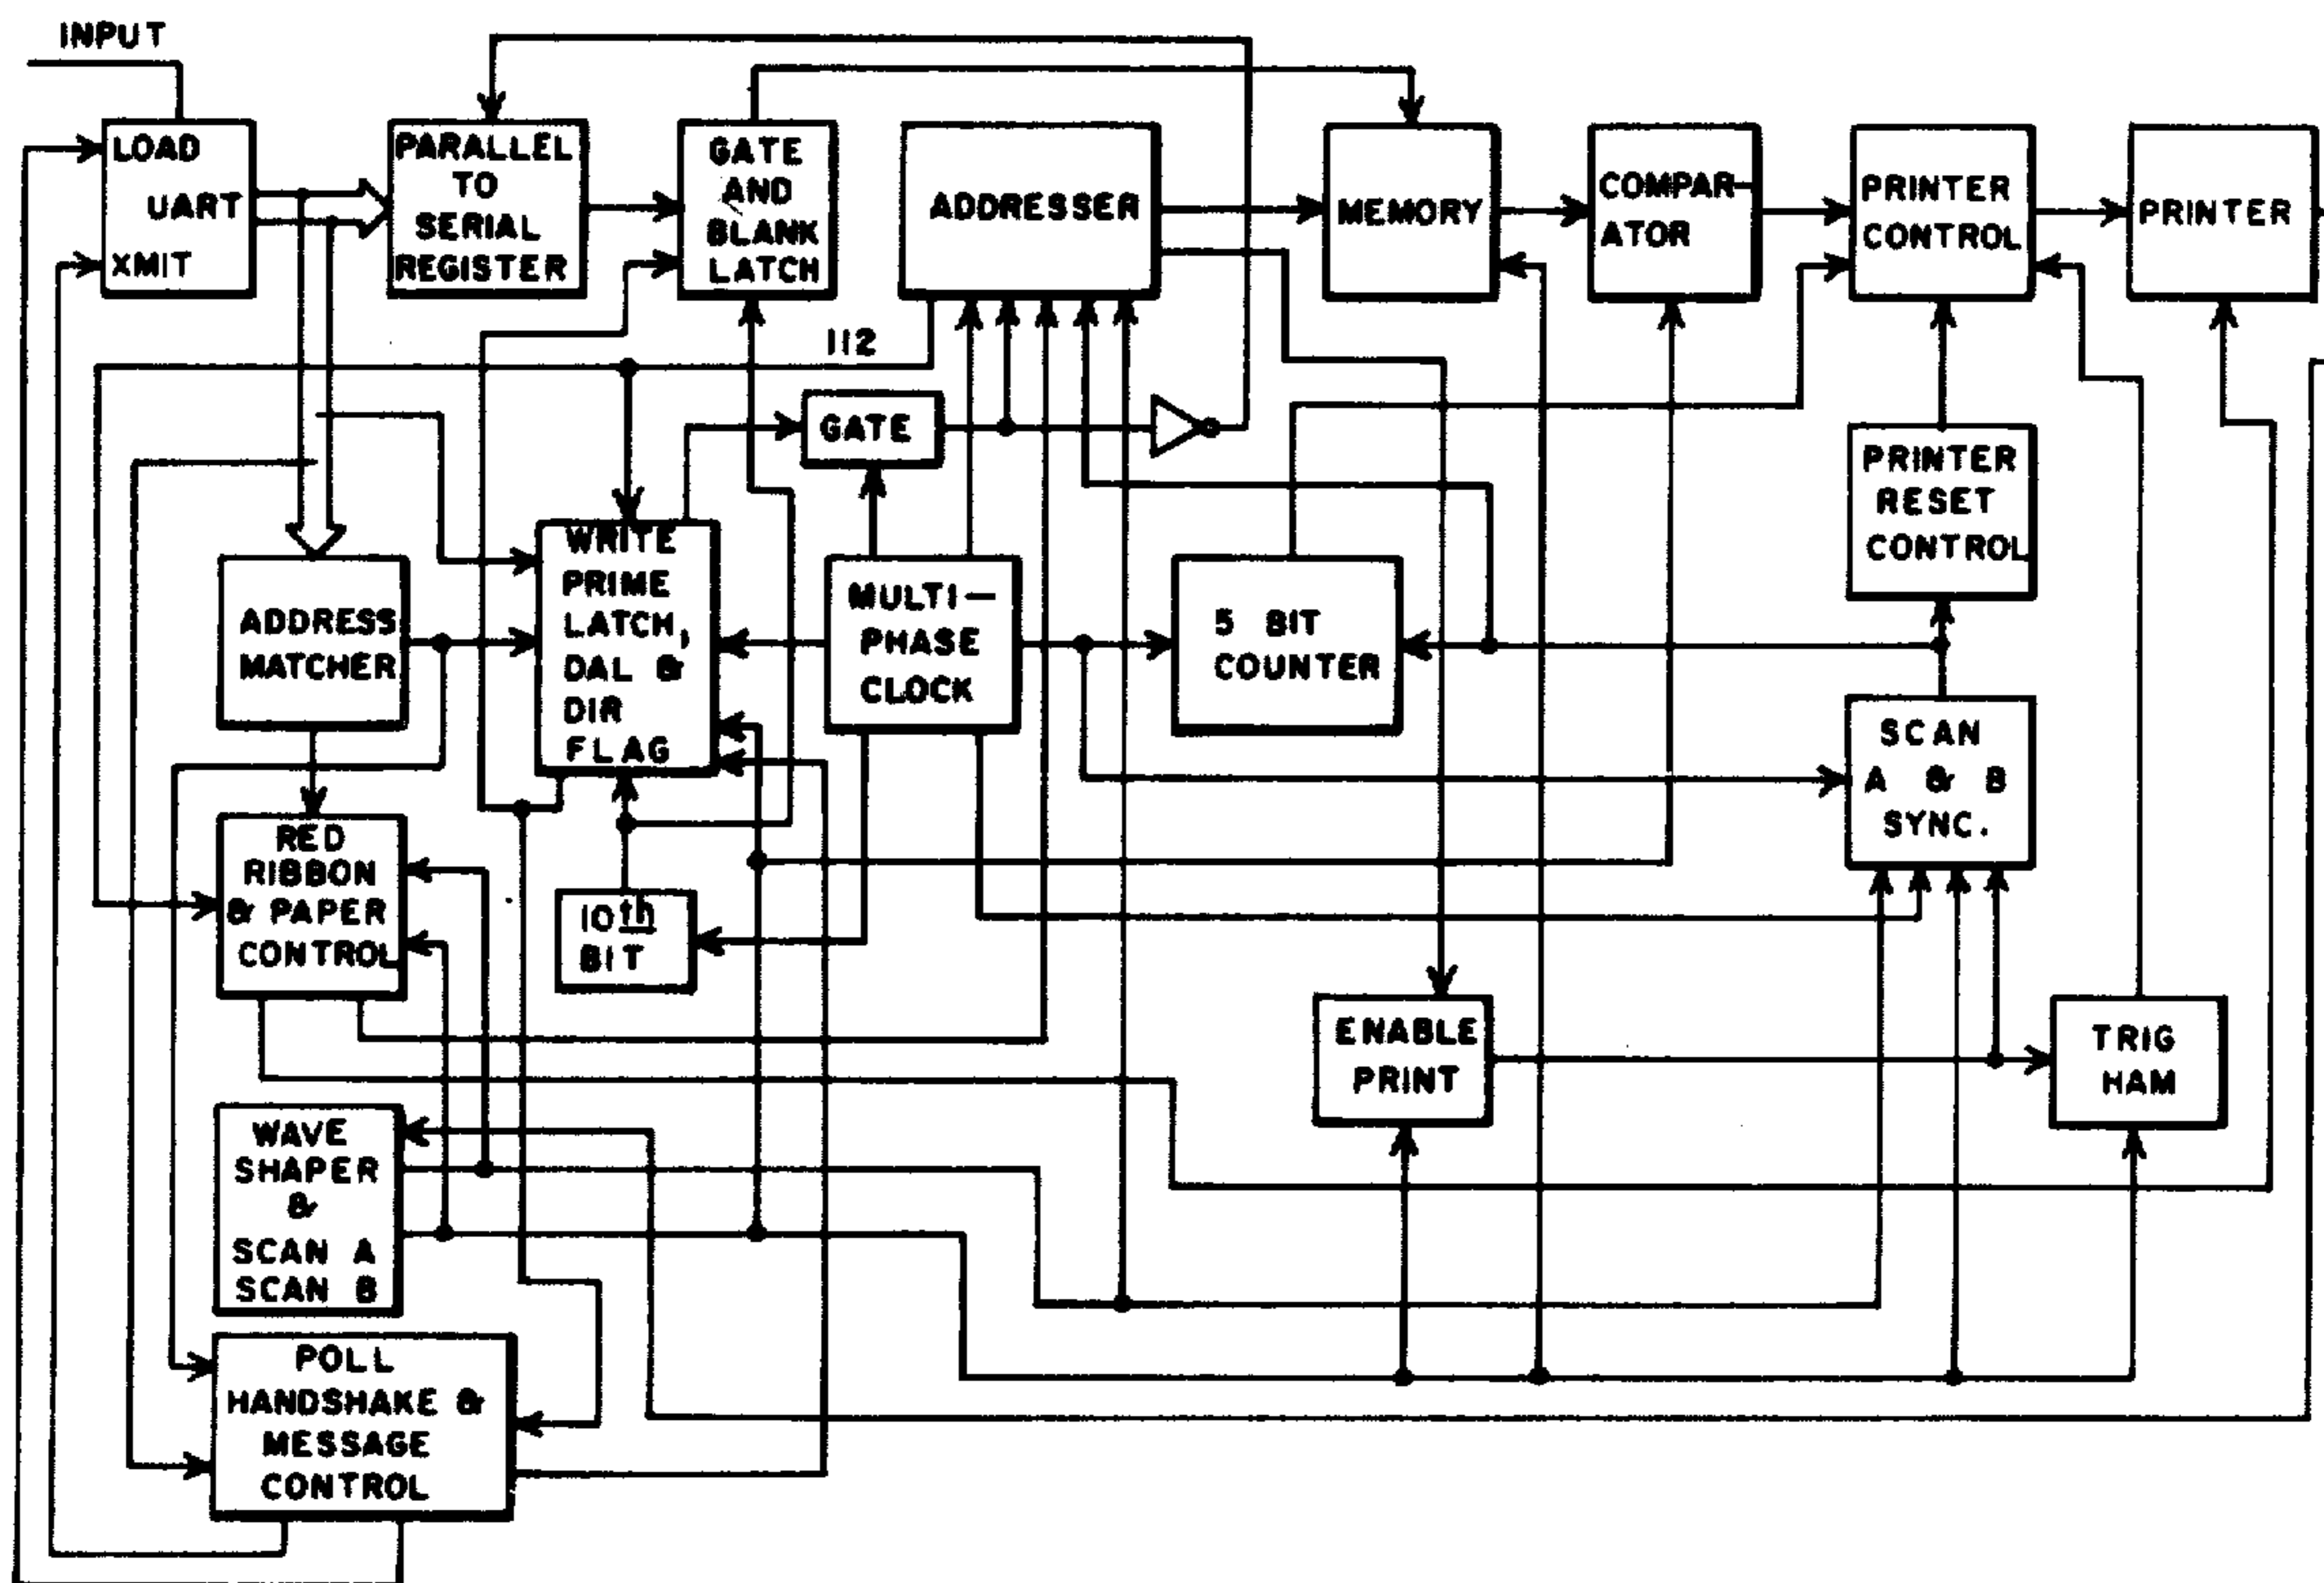 INPUT
LOAD
UART
XMIT
PARALLEL
TO
SERIAL
REGISTER
GATE
AND
BLANK
LATCH
ADDRESSER
MEMORY
COMPAR-
ATOR
PRINTER
CONTROL
PRINTER
112
GATE
PRINTER
RESET
CONTROL
ADDRESS
MATCHER
WRITE
PRIME
LATCH,
DAL &
DIR
FLAG
MULTI-
PHASE
CLOCK
5 BIT
COUNTER
SCAN
A & B
SYNC.
RED
RIBBON
& PAPER
CONTROL
10th
BIT
ENABLE
PRINT
TRIG
HAM
WAVE
SHAPER
&
SCAN A
SCAN B
POLL
HANDSHAKE &
MESSAGE
CONTROL